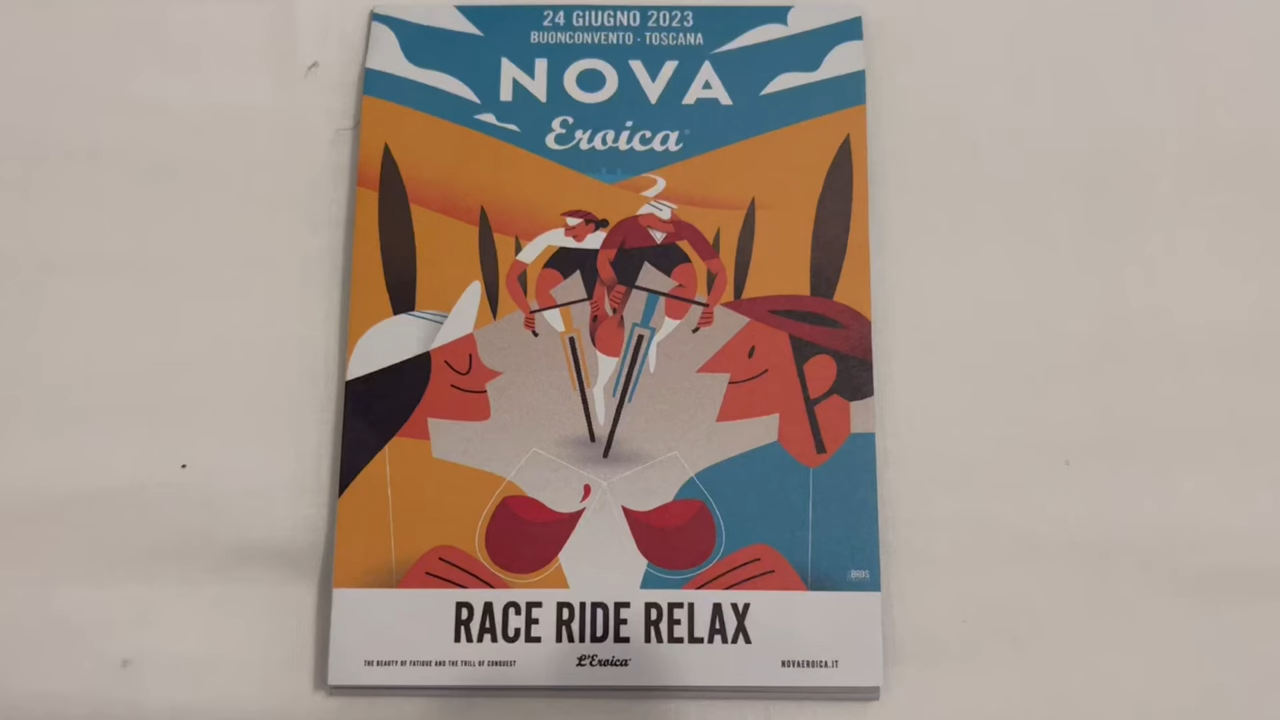 24 GIUGNO 2023
BUONCONVENTO - TOSCANA
NOVA
Eroica
BROS
RACE RIDE RELAX
THE BEAUTY OF FATIGUE AND THE TRILL OF CONQUEST
L'Eroica
NOVAEROICA.IT